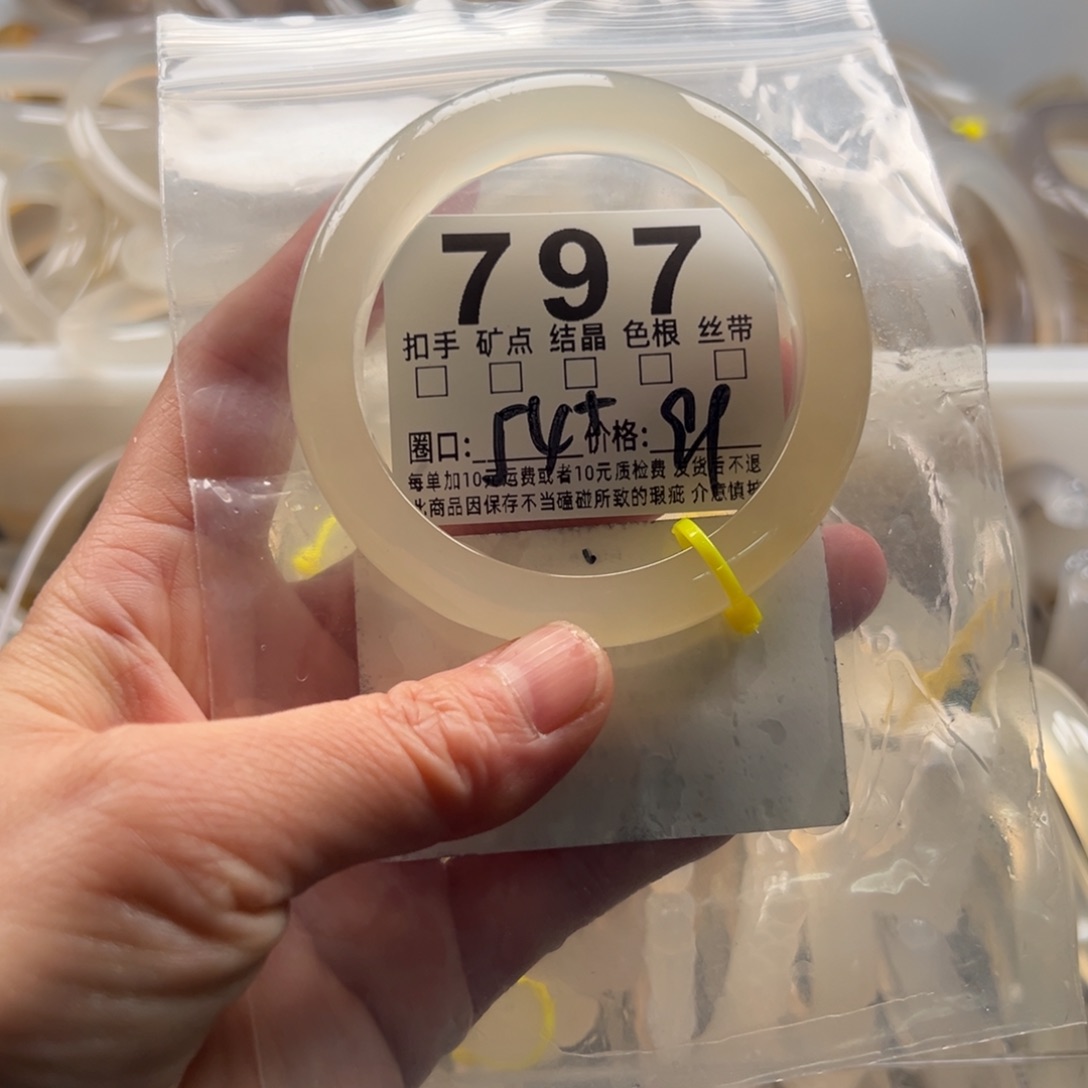 797
扣手 矿点 结晶 色根 丝带
圈口: 54+ 价格:
每单加10元运费或者10元质检费 发货后不退
此商品因保存不当磕碰所致的瑕疵 介意慎拍